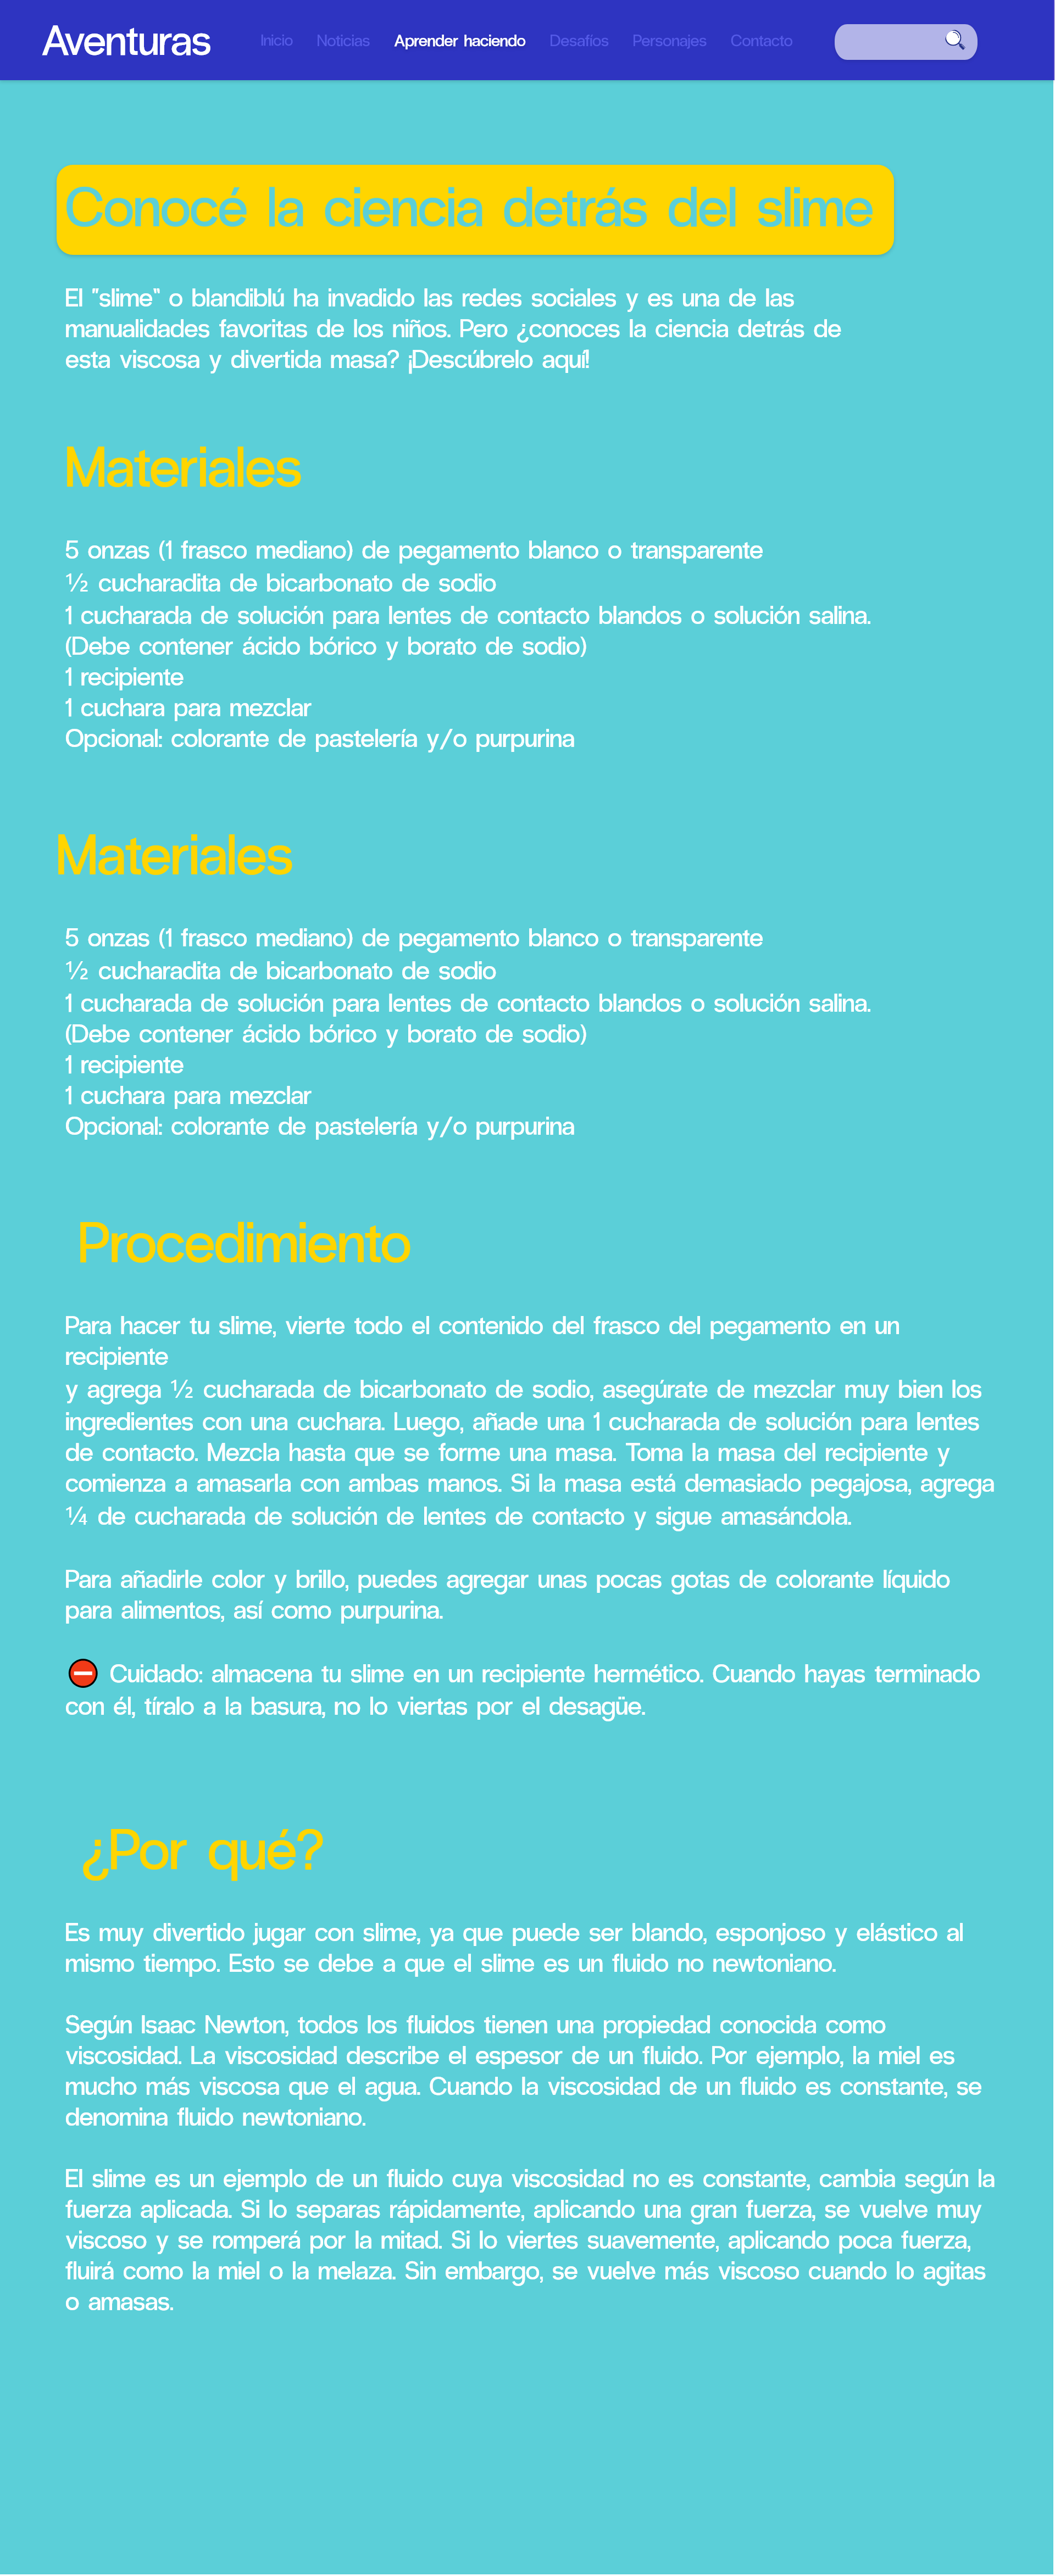 Aventuras
Inicio
Noticias
Aprender haciendo
Desafíos
Personajes
Contacto
Conocé la ciencia detrás del slime
El "slime" o blandiblú ha invadido las redes sociales y es una de las
manualidades favoritas de los niños. Pero ¿conoces la ciencia detrás de
esta viscosa y divertida masa? ¡Descúbrelo aquí!
Materiales
5 onzas (1 frasco mediano) de pegamento blanco o transparente
½ cucharadita de bicarbonato de sodio
1 cucharada de solución para lentes de contacto blandos o solución salina.
(Debe contener ácido bórico y borato de sodio)
1 recipiente
1 cuchara para mezclar
Opcional: colorante de pastelería y/o purpurina
Materiales
5 onzas (1 frasco mediano) de pegamento blanco o transparente
½ cucharadita de bicarbonato de sodio
1 cucharada de solución para lentes de contacto blandos o solución salina.
(Debe contener ácido bórico y borato de sodio)
1 recipiente
1 cuchara para mezclar
Opcional: colorante de pastelería y/o purpurina
Procedimiento
Para hacer tu slime, vierte todo el contenido del frasco del pegamento en un
recipiente
y agrega ½ cucharada de bicarbonato de sodio, asegúrate de mezclar muy bien los
ingredientes con una cuchara. Luego, añade una 1 cucharada de solución para lentes
de contacto. Mezcla hasta que se forme una masa. Toma la masa del recipiente y
comienza a amasarla con ambas manos. Si la masa está demasiado pegajosa, agrega
¼ de cucharada de solución de lentes de contacto y sigue amasándola.
Para añadirle color y brillo, puedes agregar unas pocas gotas de colorante líquido
para alimentos, así como purpurina.
⛔ Cuidado: almacena tu slime en un recipiente hermético. Cuando hayas terminado
con él, tíralo a la basura, no lo viertas por el desagüe.
¿Por qué?
Es muy divertido jugar con slime, ya que puede ser blando, esponjoso y elástico al
mismo tiempo. Esto se debe a que el slime es un fluido no newtoniano.
Según Isaac Newton, todos los fluidos tienen una propiedad conocida como
viscosidad. La viscosidad describe el espesor de un fluido. Por ejemplo, la miel es
mucho más viscosa que el agua. Cuando la viscosidad de un fluido es constante, se
denomina fluido newtoniano.
El slime es un ejemplo de un fluido cuya viscosidad no es constante, cambia según la
fuerza aplicada. Si lo separas rápidamente, aplicando una gran fuerza, se vuelve muy
viscoso y se romperá por la mitad. Si lo viertes suavemente, aplicando poca fuerza,
fluirá como la miel o la melaza. Sin embargo, se vuelve más viscoso cuando lo agitas
o amasas.